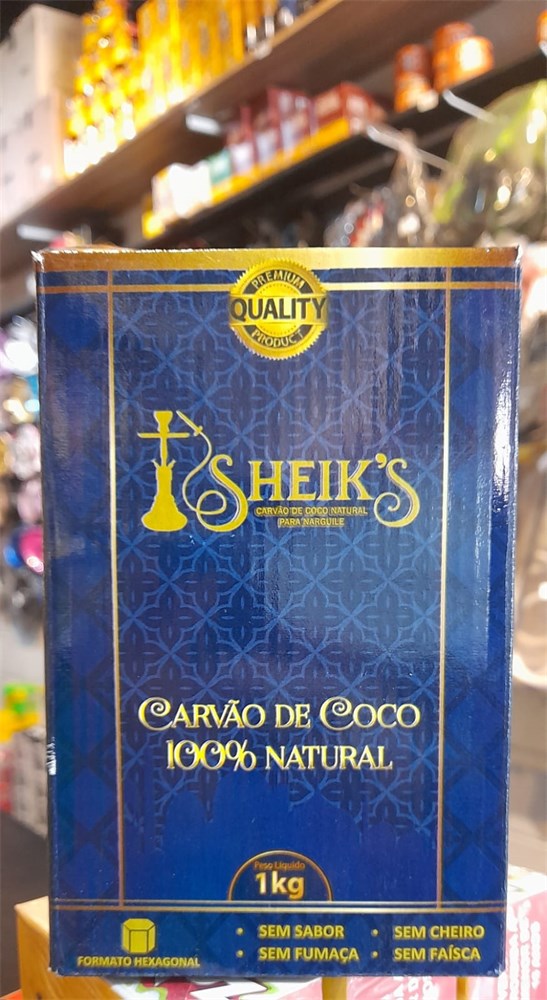 PREMIUM
QUALITY
PRODUCT
SHEIK'S
CARVÃO DE COCO NATURAL
PARA NARGUILE
CARVÃO DE COCO
100% NATURAL
Peso Líquido
1kg
FORMATO HEXAGONAL
• SEM SABOR
• SEM CHEIRO
• SEM FUMAÇA
• SEM FAÍSCA